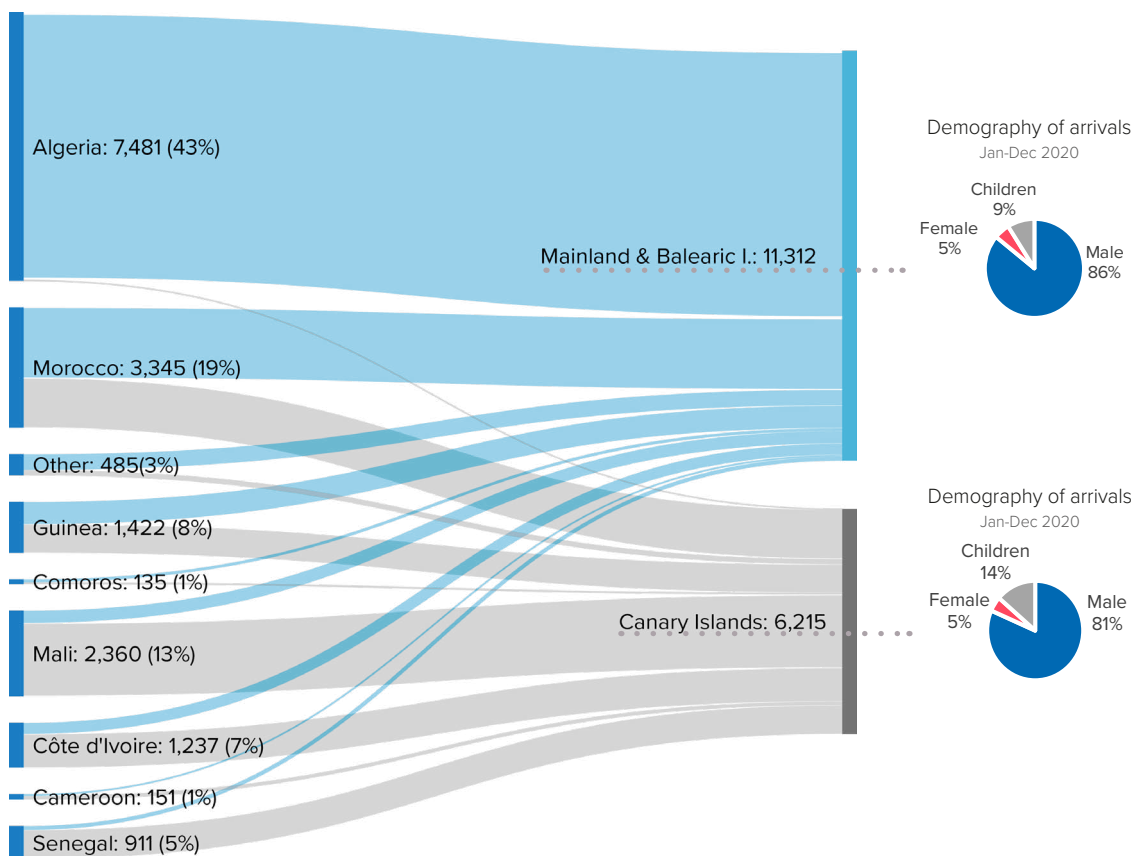 Algeria: 7,481 (43%)
Morocco: 3,345 (19%)
Other: 485(3%)
Guinea: 1,422 (8%)
Comoros: 135 (1%)
Mali: 2,360 (13%)
Côte d'Ivoire: 1,237 (7%)
Cameroon: 151 (1%)
Senegal: 911 (5%)
Mainland & Balearic I.: 11,312
Canary Islands: 6,215
Demography of arrivals
Jan-Dec 2020
Children
9%
Female
5%
Male
86%
Demography of arrivals
Jan-Dec 2020
Children
14%
Female
5%
Male
81%